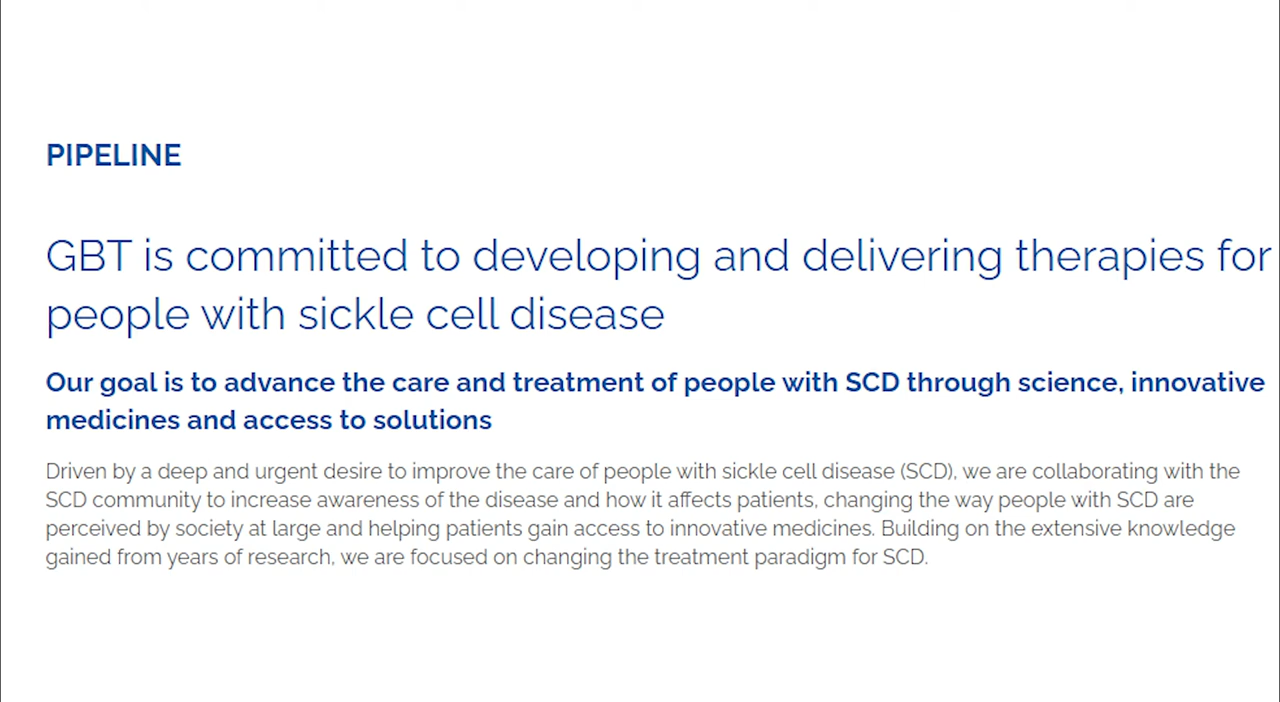 PIPELINE
GBT is committed to developing and delivering therapies for
people with sickle cell disease
Our goal is to advance the care and treatment of people with SCD through science, innovative
medicines and access to solutions
Driven by a deep and urgent desire to improve the care of people with sickle cell disease (SCD), we are collaborating with the
SCD community to increase awareness of the disease and how it affects patients, changing the way people with SCD are
perceived by society at large and helping patients gain access to innovative medicines. Building on the extensive knowledge
gained from years of research, we are focused on changing the treatment paradigm for SCD.